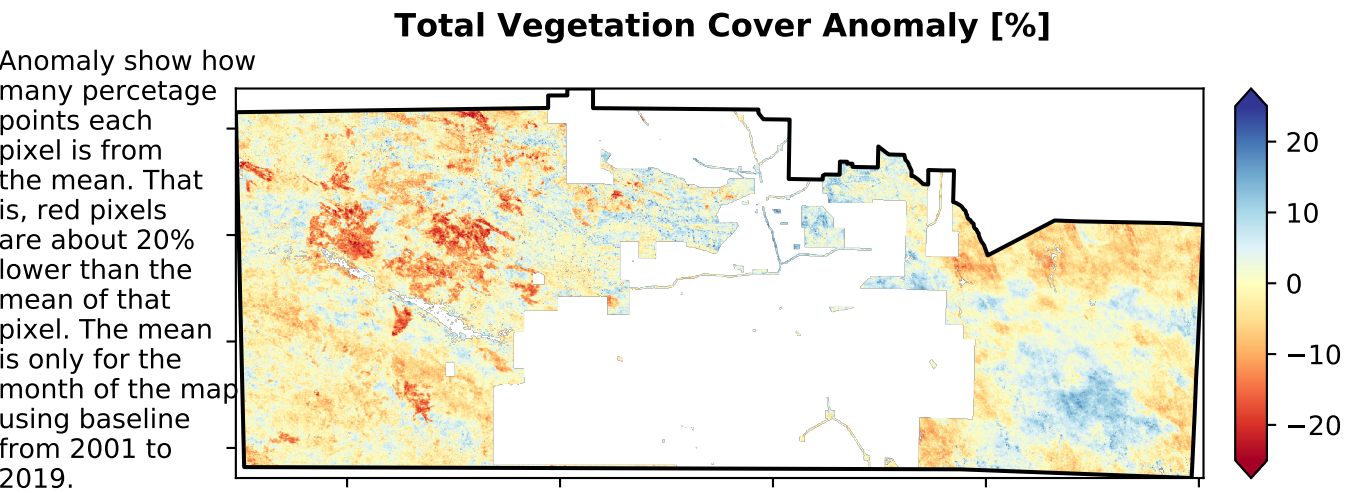 Total Vegetation Cover Anomaly [%]
Anomaly show how
many percetage
points each
pixel is from
the mean. That
is, red pixels
are about 20%
lower than the
mean of that
pixel. The mean
is only for the
month of the map
using baseline
from 2001 to
2019.
20
10
0
−10
−20